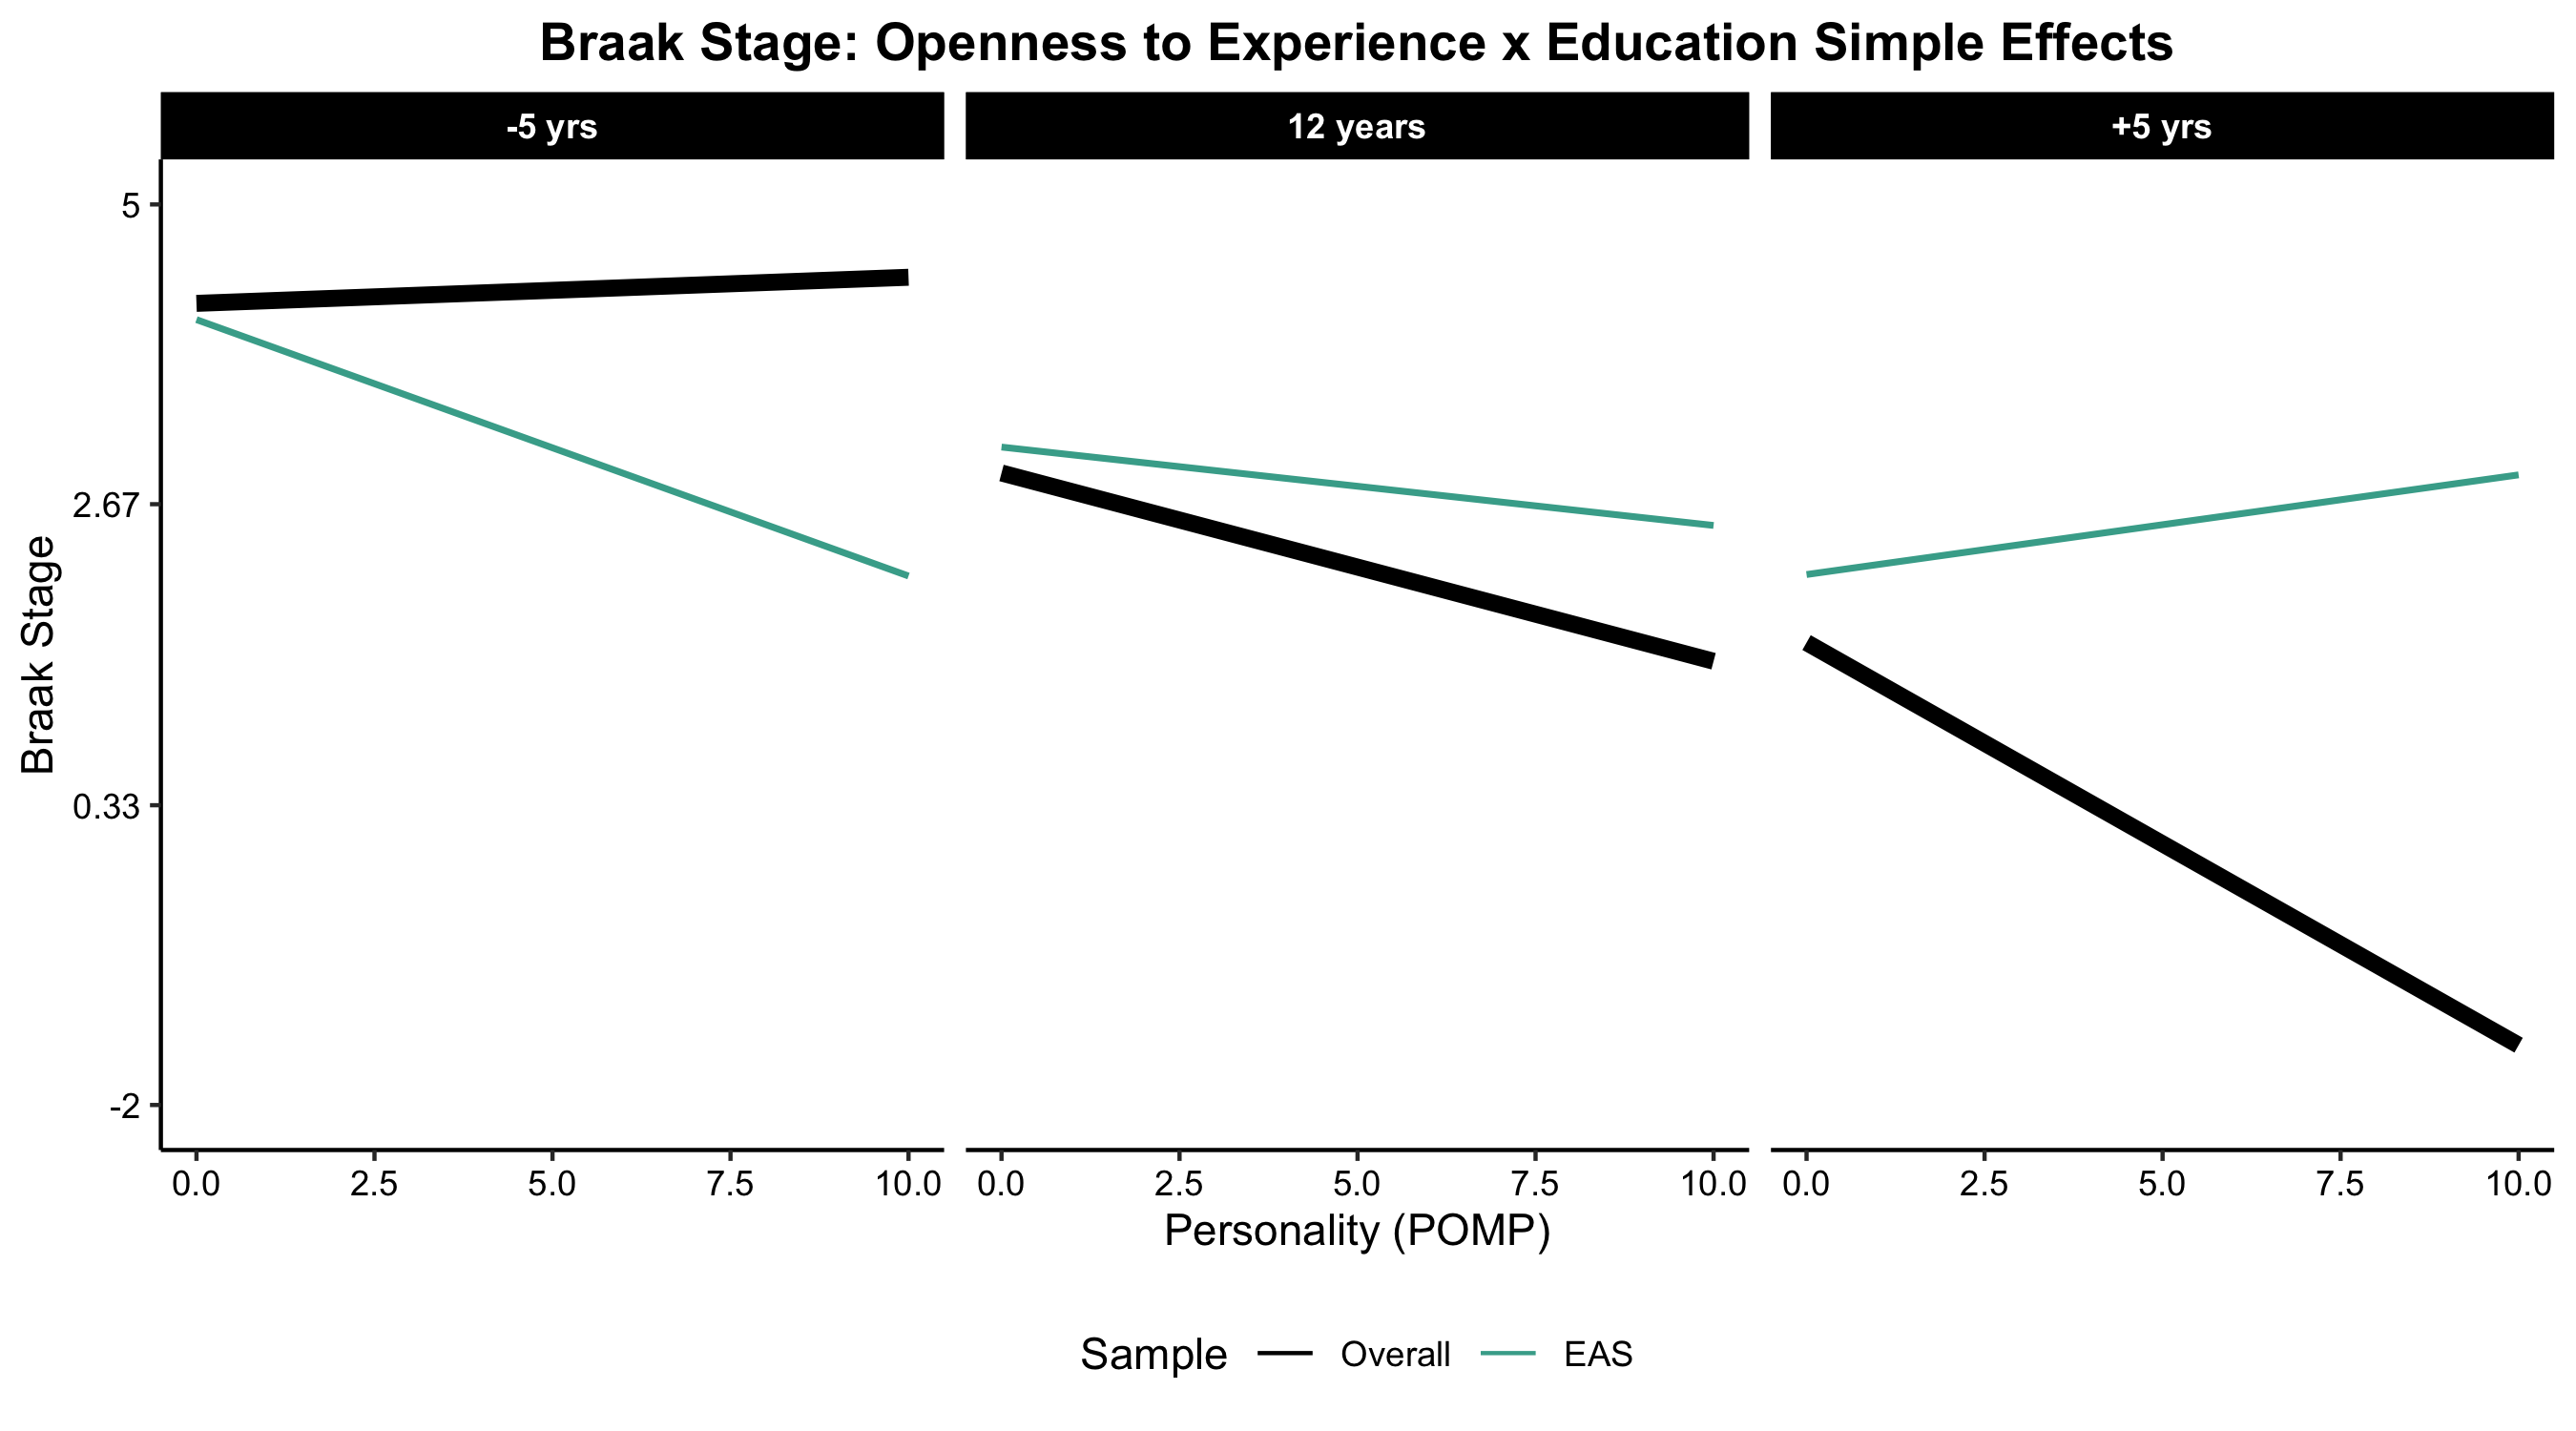 Braak Stage: Openness to Experience x Education Simple Effects
-5 yrs
12 years
+5 yrs
Braak Stage
5
2.67
0.33
-2
0.0 2.5 5.0 7.5 10.0
0.0 2.5 5.0 7.5 10.0
0.0 2.5 5.0 7.5 10.0
Personality (POMP)
Sample Overall EAS